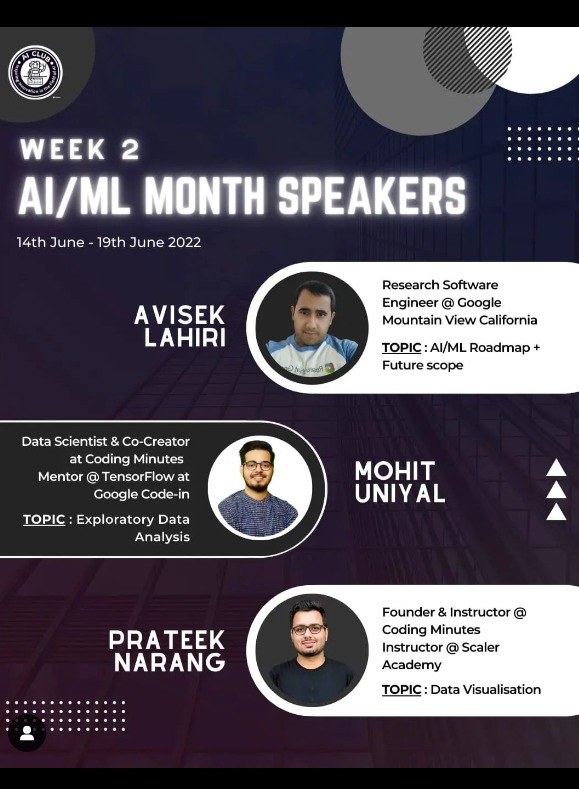 AI CLUB
WEEK 2
AI/ML MONTH SPEAKERS
14th June - 19th June 2022
AVISEK
LAHIRI
Research Software
Engineer @ Google
Mountain View California
TOPIC : AI/ML Roadmap +
Future scope
Data Scientist & Co-Creator
at Coding Minutes
Mentor @ TensorFlow at
Google Code-in
TOPIC : Exploratory Data
Analysis
MOHIT
UNIYAL
PRATEEK
NARANG
Founder & Instructor @
Coding Minutes
Instructor @ Scaler
Academy
TOPIC : Data Visualisation